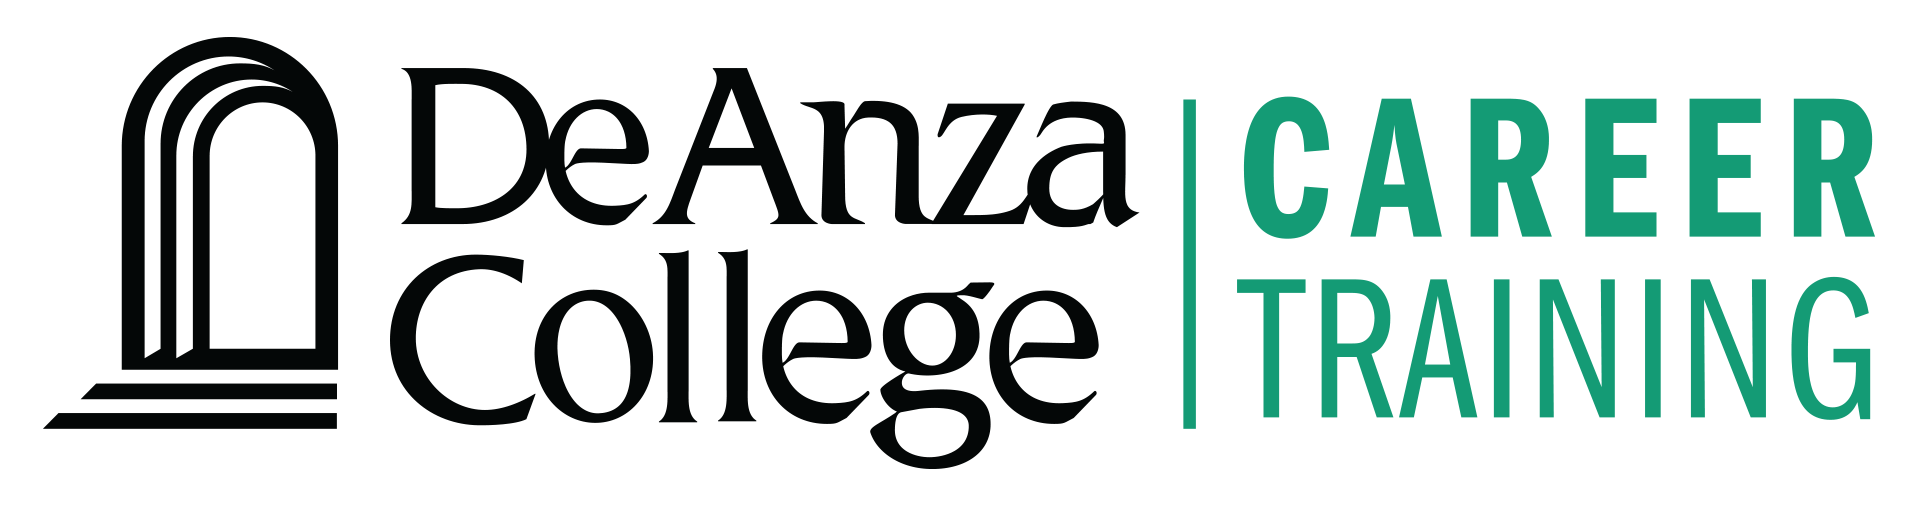 De Anza
College
CAREER
TRAINING